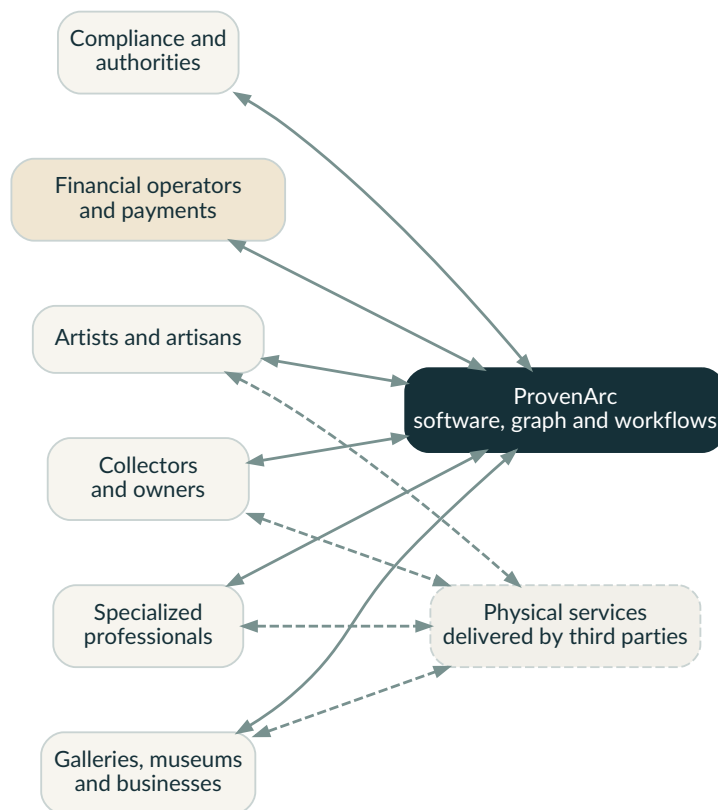 Compliance and
authorities
Financial operators
and payments
Artists and artisans
ProvenArc
software, graph and workflows
Collectors
and owners
Specialized
professionals
Physical services
delivered by third parties
Galleries, museums
and businesses